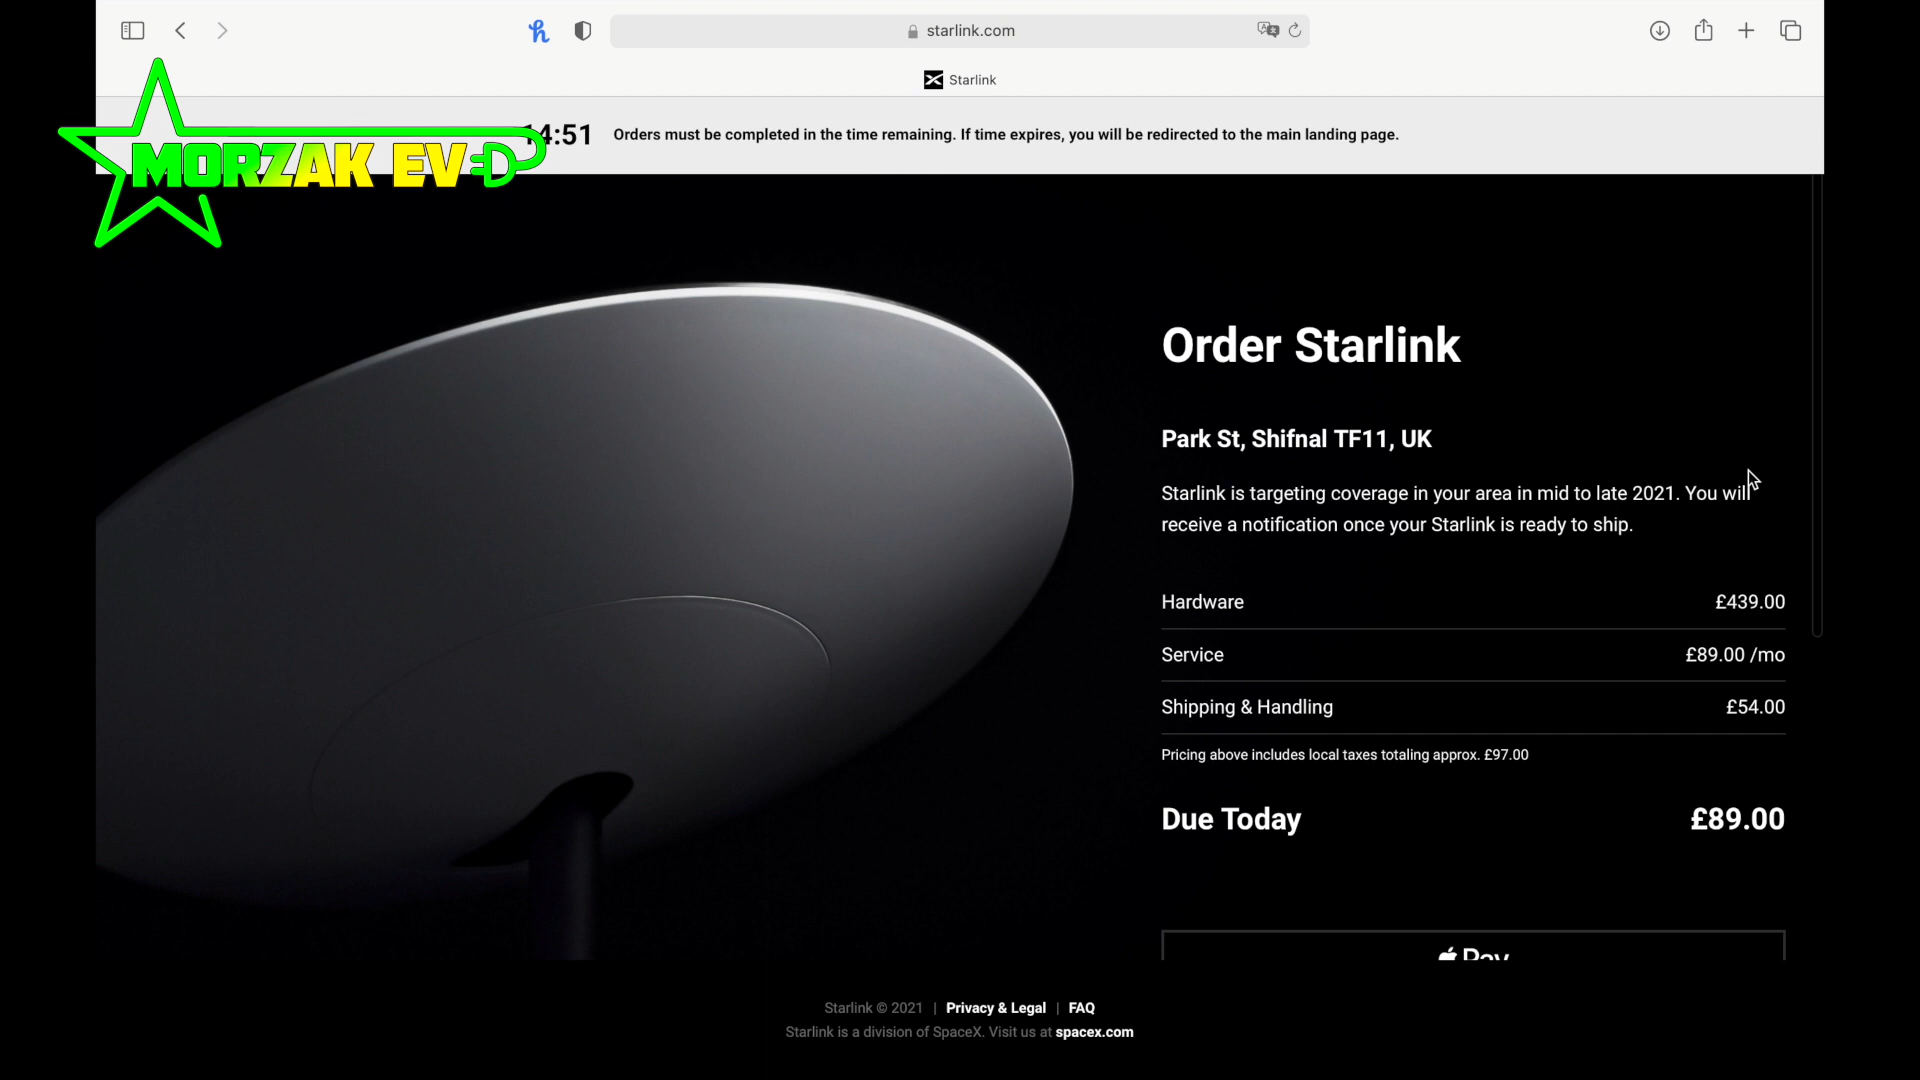 starlink.com
Starlink
14:51 Orders must be completed in the time remaining. If time expires, you will be redirected to the main landing page.
MORZAK EV
Order Starlink
Park St, Shifnal TF11, UK
Starlink is targeting coverage in your area in mid to late 2021. You will
receive a notification once your Starlink is ready to ship.
Hardware £439.00
Service £89.00 /mo
Shipping & Handling £54.00
Pricing above includes local taxes totaling approx. £97.00
Due Today £89.00
Pay
Starlink © 2021 | Privacy & Legal | FAQ
Starlink is a division of SpaceX. Visit us at spacex.com